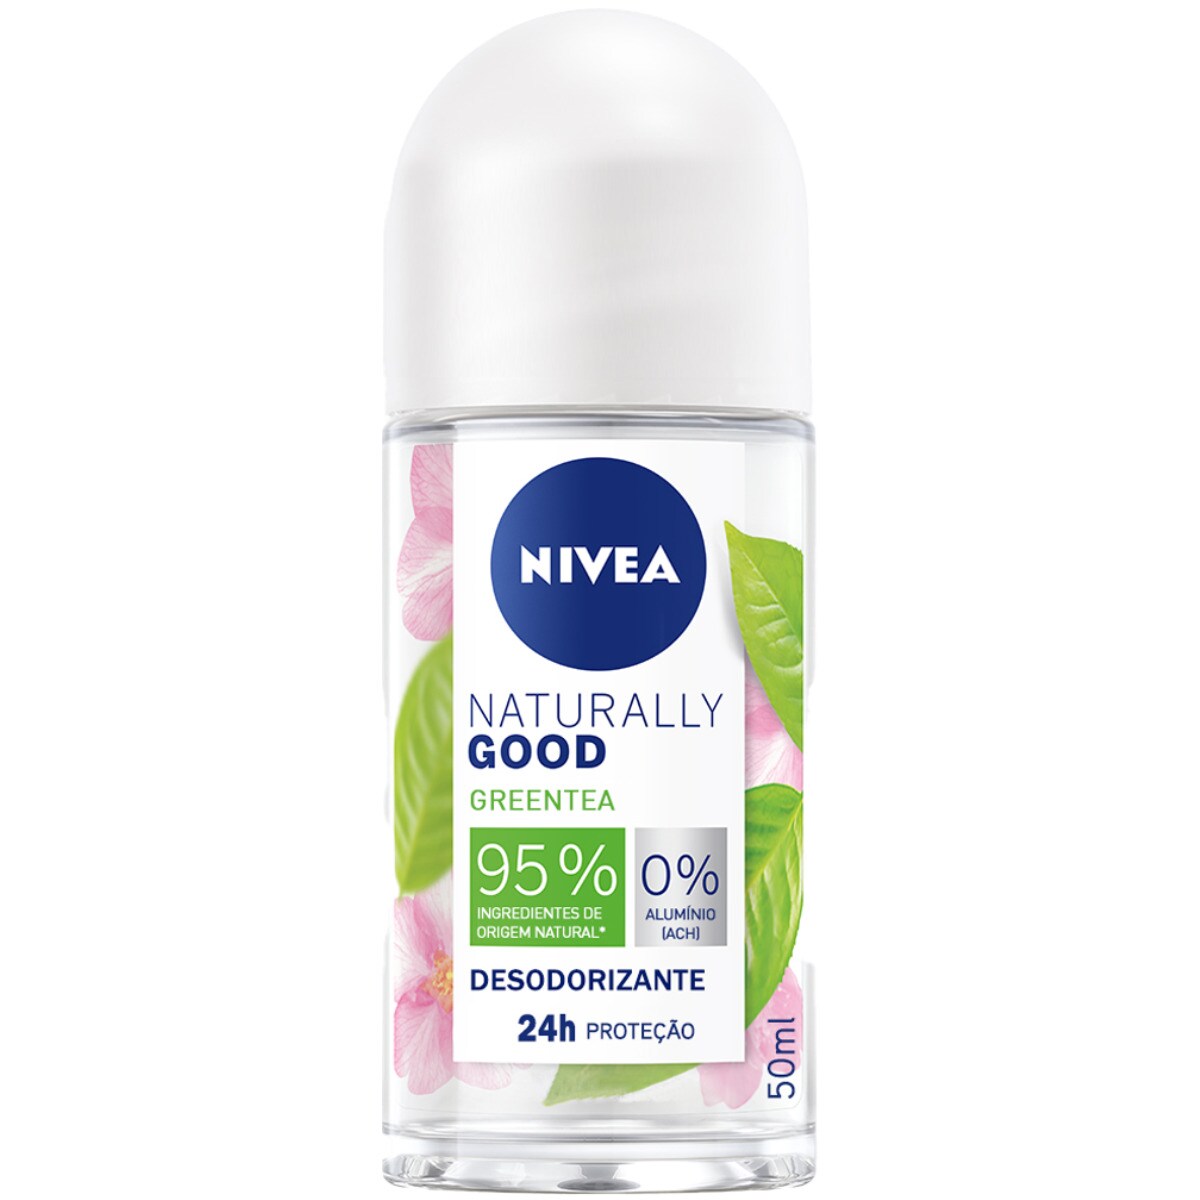 NIVEA
NATURALLY
GOOD
GREENTEA
95%
INGREDIENTES DE
ORIGEM NATURAL*
0%
ALUMÍNIO
(ACH)
DESODORIZANTE
24h PROTEÇÃO
50ml